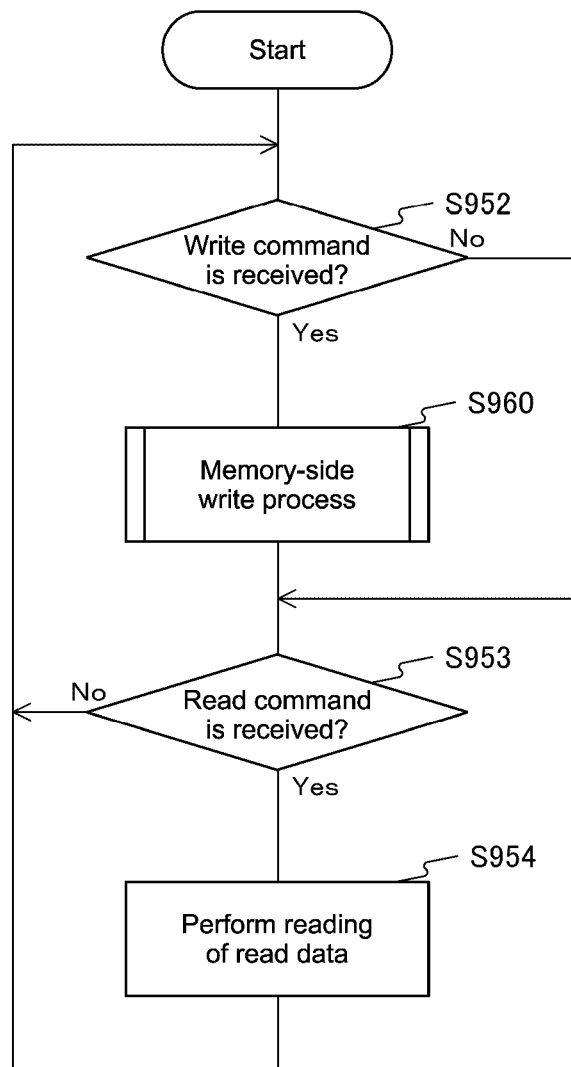 Start
S952
Write command
is received?
No
Yes
S960
Memory-side
write process
S953
No
Read command
is received?
Yes
S954
Perform reading
of read data